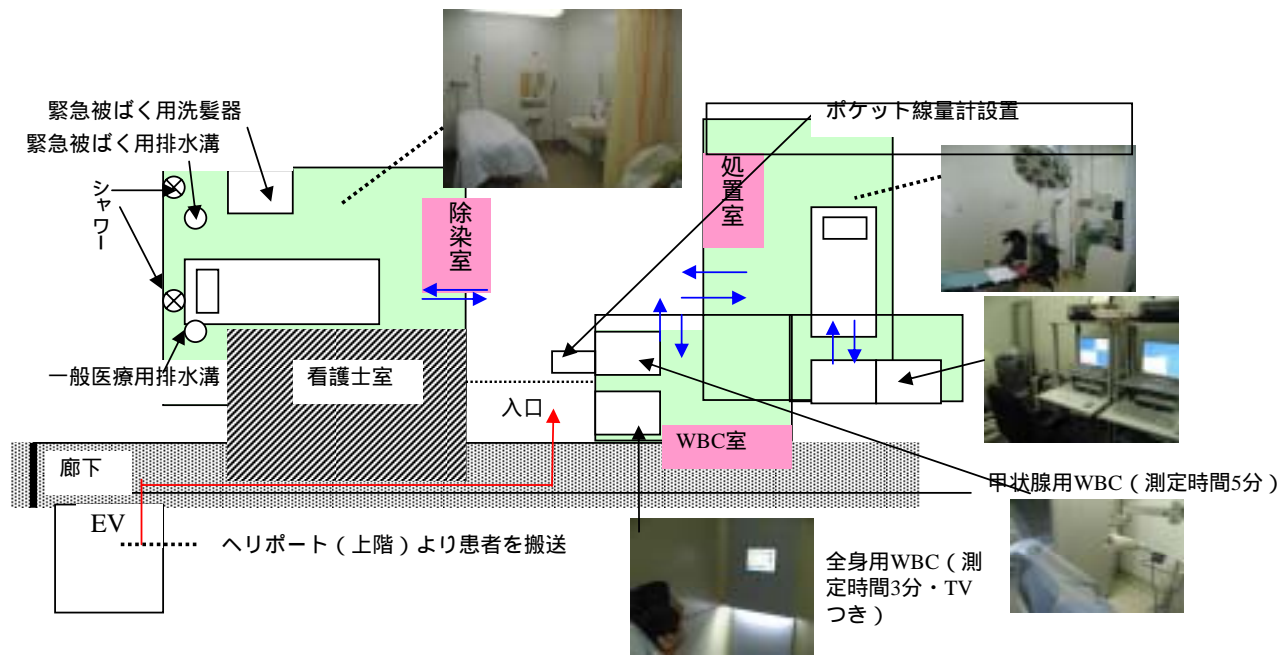 緊急被ばく用洗髪器
緊急被ばく用排水溝
シャワー
除染室
ポケット線量計設置
処置室
一般医療用排水溝
看護士室
入口
WBC室
廊下
EV
ヘリポート（上階）より患者を搬送
甲状腺用WBC（測定時間5分）
全身用WBC（測
定時間3分・TV
つき）